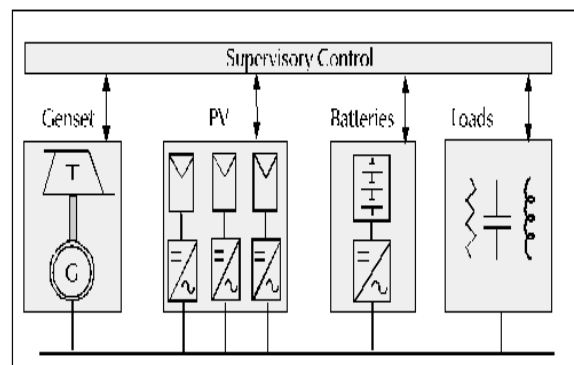 Supervisory Control
Genset
PV
Batteries
Loads
T
G